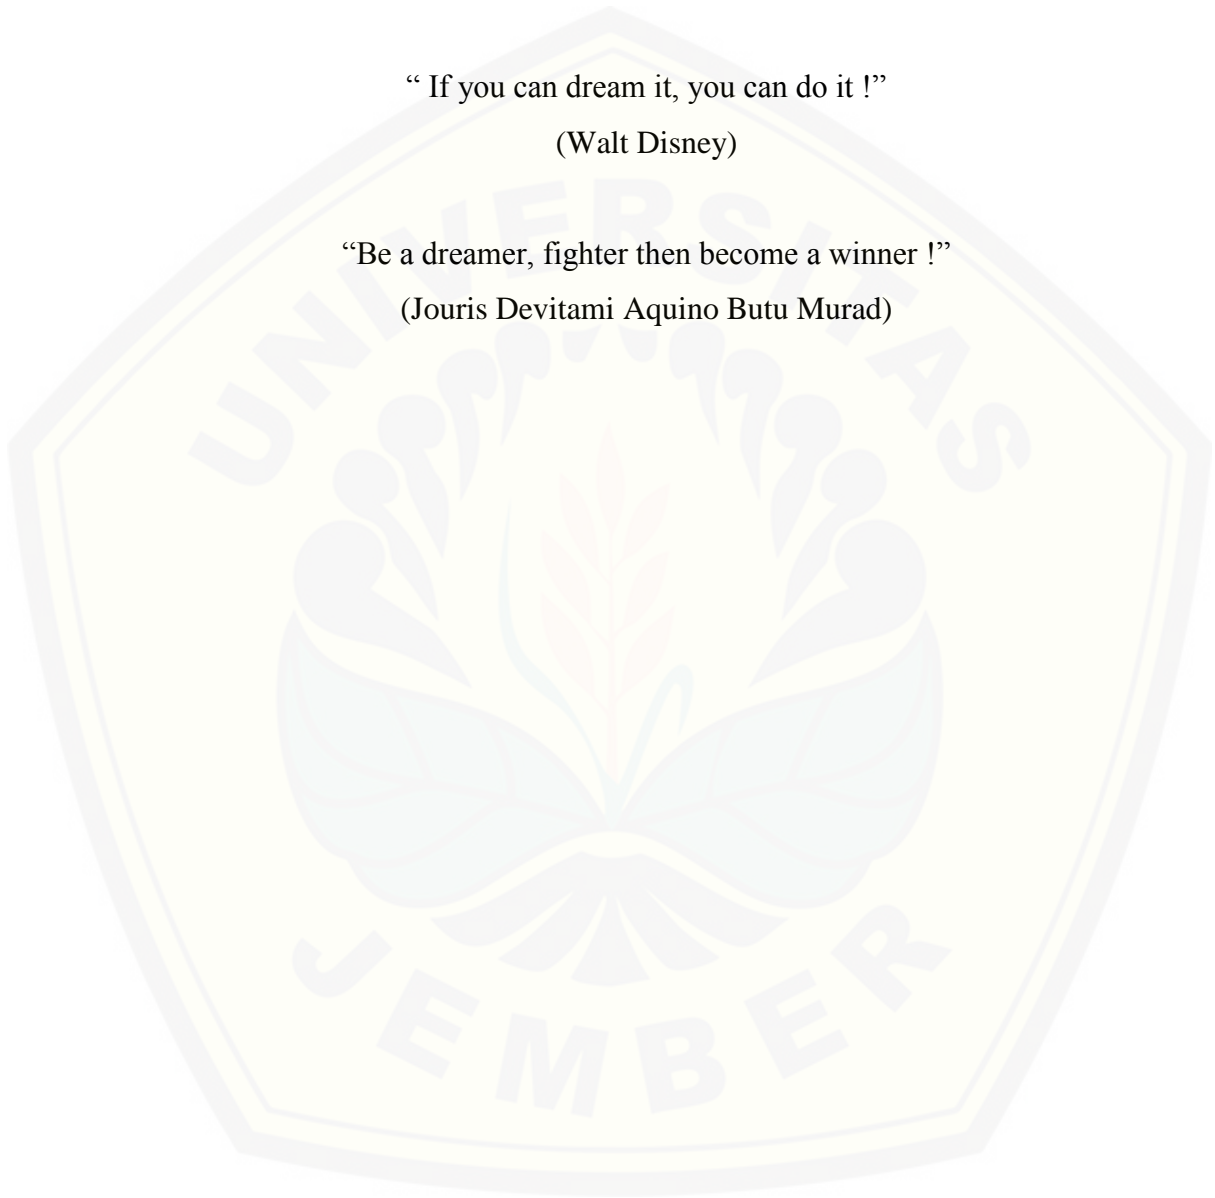 “ If you can dream it, you can do it !”
(Walt Disney)
“Be a dreamer, fighter then become a winner !”
(Jouris Devitami Aquino Butu Murad)
UNIVERSITAS
JEMBER